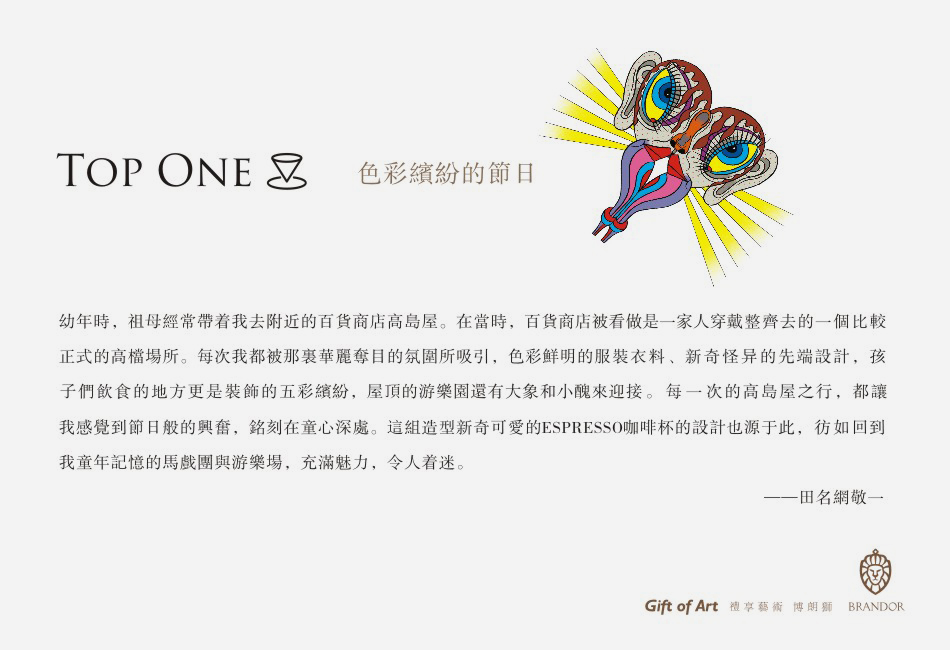 TOP ONE
色彩繽紛的節日
幼年時，祖母經常帶着我去附近的百貨商店高島屋。在當時，百貨商店被看做是一家人穿戴整齊去的一個比較
正式的高檔場所。每次我都被那裏華麗奪目的氛圍所吸引，色彩鮮明的服裝衣料、新奇怪异的先端設計，孩
子們飲食的地方更是裝飾的五彩繽紛，屋頂的游樂園還有大象和小醜來迎接。每一次的高島屋之行，都讓
我感覺到節日般的興奮，銘刻在童心深處。這組造型新奇可愛的ESPRESSO咖啡杯的設計也源于此，彷如回到
我童年記憶的馬戲團與游樂場，充滿魅力，令人着迷。
——田名網敬一
Gift of Art 禮享藝術 博朗獅 BRANDOR